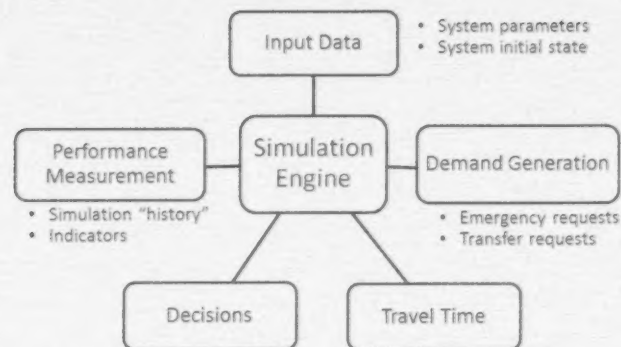 Input Data
• System parameters
• System initial state
Performance
Measurement
• Simulation "history"
• Indicators
Simulation
Engine
Demand Generation
• Emergency requests
• Transfer requests
Decisions
Travel Time